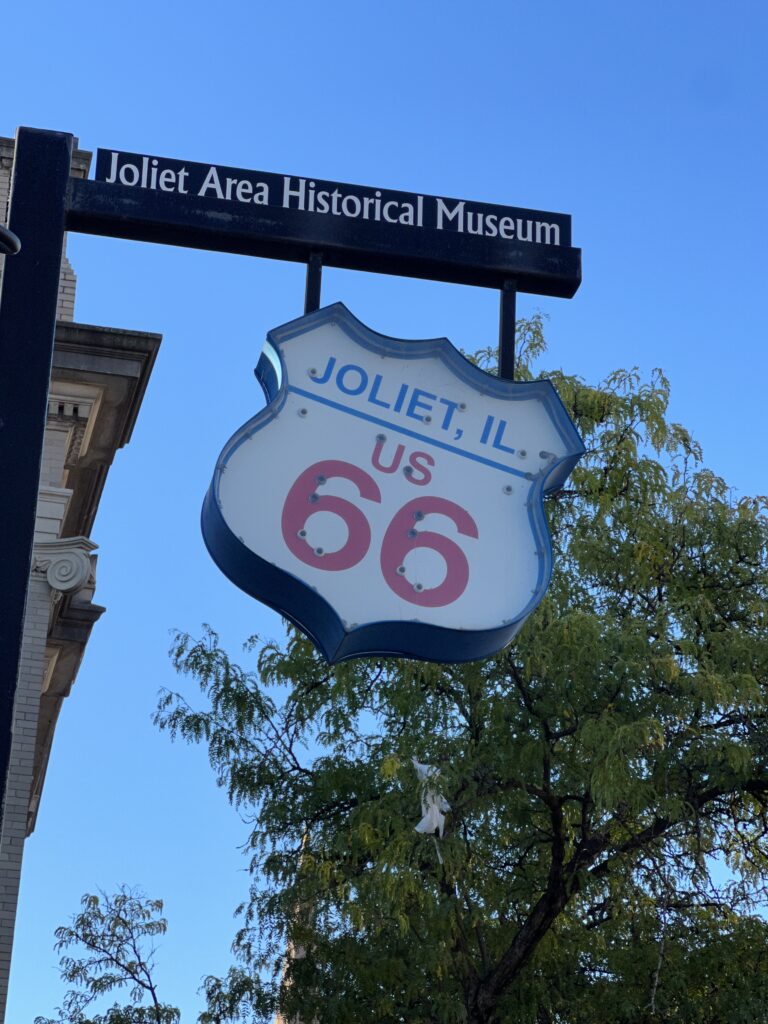 Joliet Area Historical Museum
JOLIET, IL
US
66